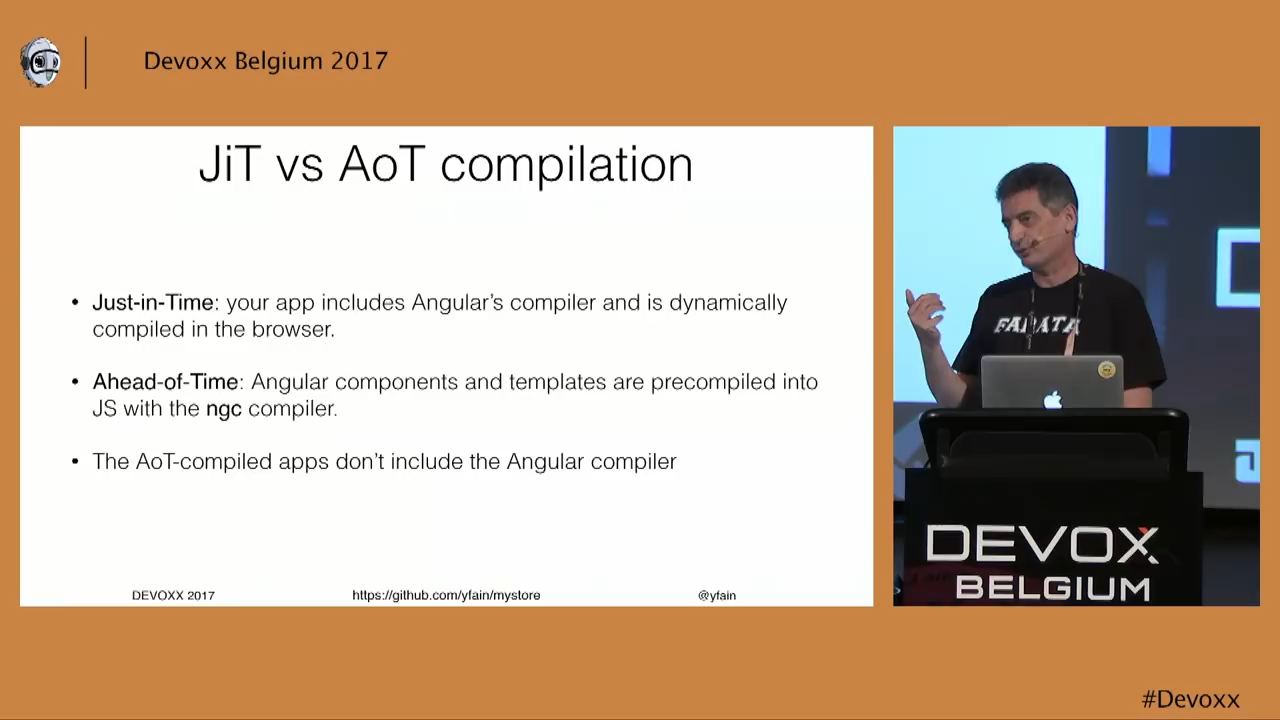 Devoxx Belgium 2017
JiT vs AoT compilation
• Just-in-Time: your app includes Angular’s compiler and is dynamically
compiled in the browser.
• Ahead-of-Time: Angular components and templates are precompiled into
JS with the ngc compiler.
• The AoT-compiled apps don’t include the Angular compiler
DEVOXX 2017
https://github.com/yfain/mystore
@yfain
FARATA
DEVOX
BELGIUM
#Devoxx